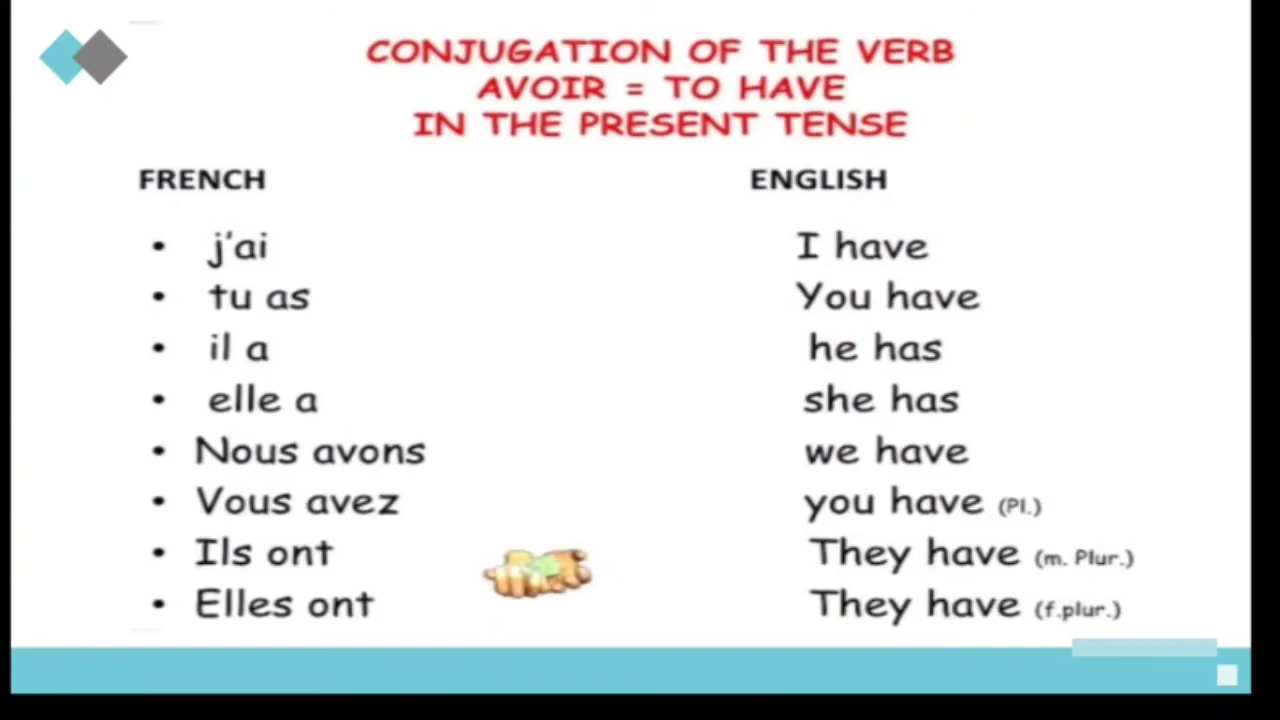 CONJUGATION OF THE VERB
AVOIR = TO HAVE
IN THE PRESENT TENSE
FRENCH ENGLISH
• j'ai I have
• tu as You have
• il a he has
• elle a she has
• Nous avons we have
• Vous avez you have (Pl.)
• Ils ont They have (m. Plur.)
• Elles ont They have (f.plur.)